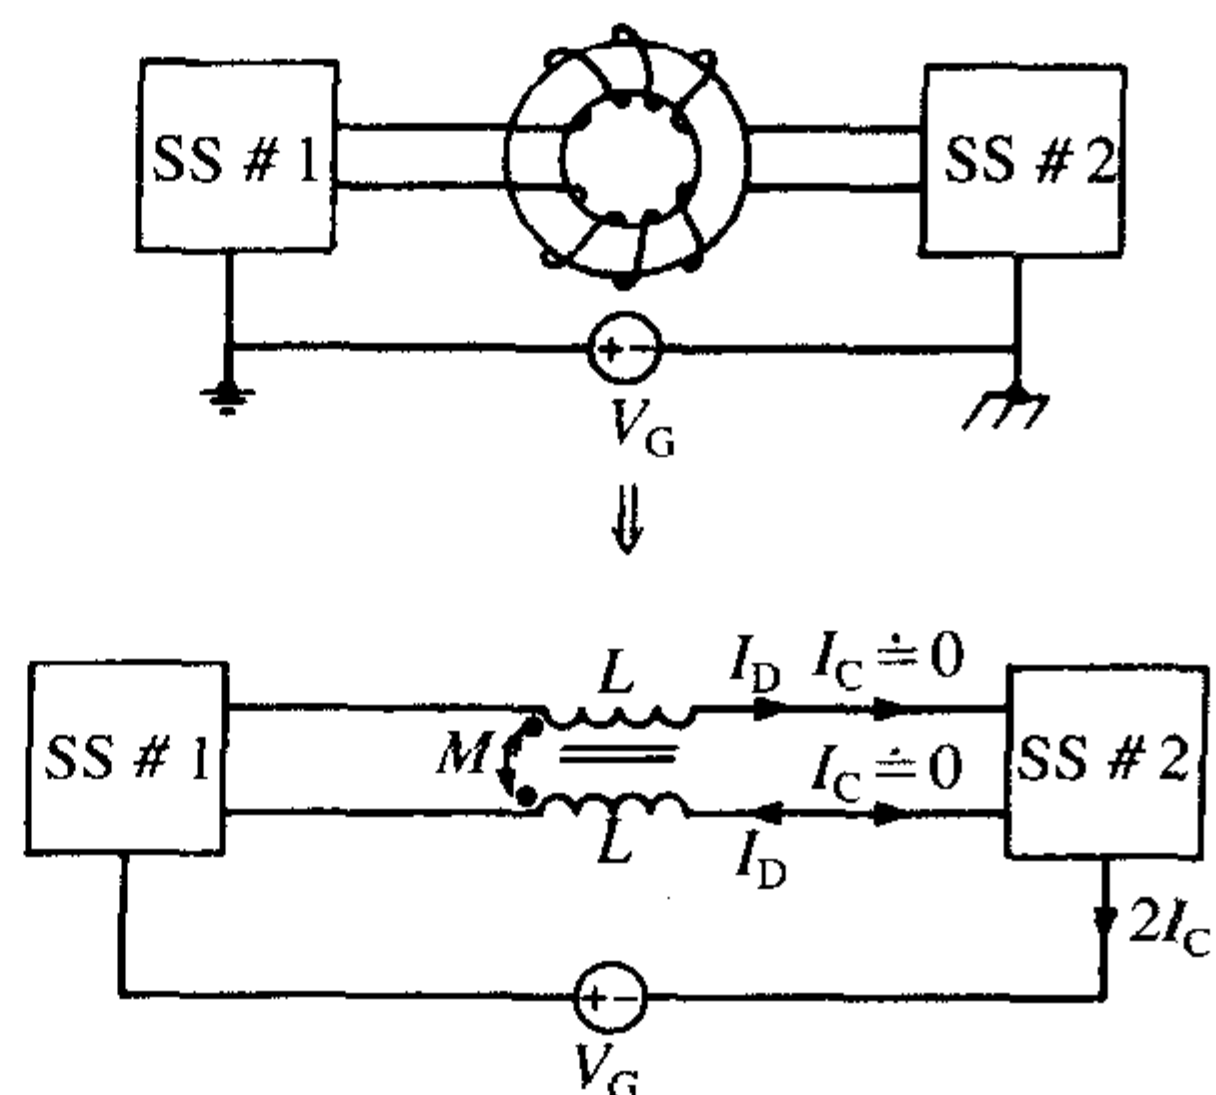 SS # 1
SS # 2
+ -
V_G
⇓
L
I_D
I_C ≐ 0
SS # 1
M
I_C ≐ 0
SS # 2
L
I_D
2I_C
+ -
V_G